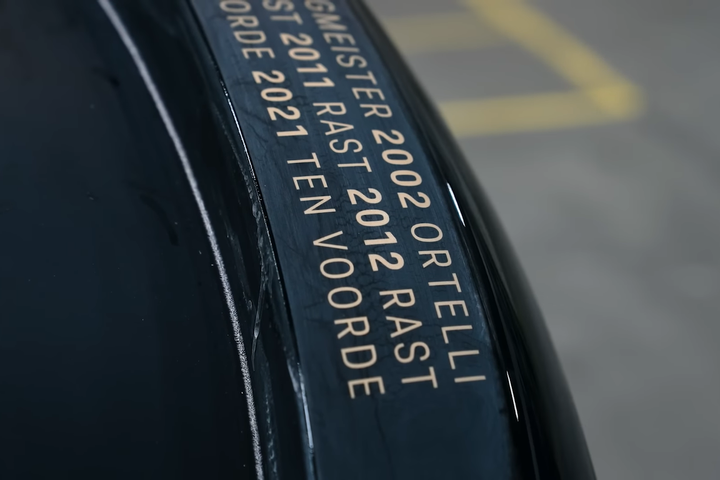 GMEISTER 2002 ORTELLI
ST 2011 RAST 2012 RAST
ORDE 2021 TEN VOORDE